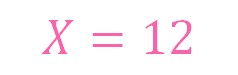 X = 12